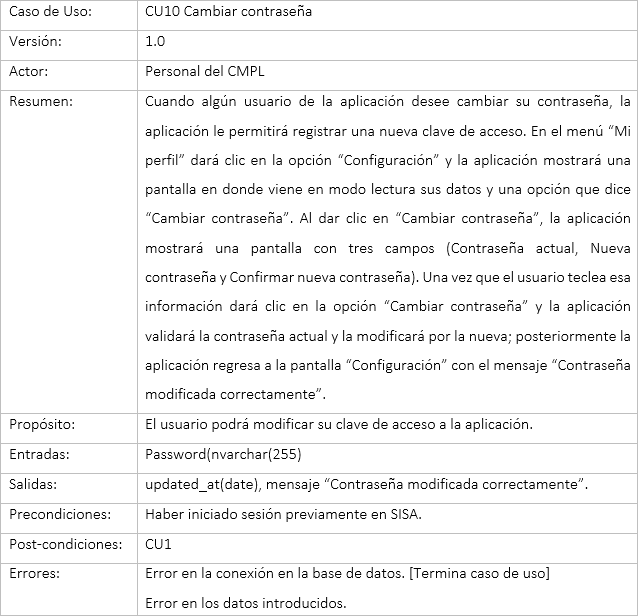 Caso de Uso: CU10 Cambiar contraseña
Versión: 1.0
Actor: Personal del CMPL
Resumen: Cuando algún usuario de la aplicación desee cambiar su contraseña, la
aplicación le permitirá registrar una nueva clave de acceso. En el menú “Mi
perfil” dará clic en la opción “Configuración” y la aplicación mostrará una
pantalla en donde viene en modo lectura sus datos y una opción que dice
“Cambiar contraseña”. Al dar clic en “Cambiar contraseña”, la aplicación
mostrará una pantalla con tres campos (Contraseña actual, Nueva
contraseña y Confirmar nueva contraseña). Una vez que el usuario teclea esa
información dará clic en la opción “Cambiar contraseña” y la aplicación
validará la contraseña actual y la modificará por la nueva; posteriormente la
aplicación regresa a la pantalla “Configuración” con el mensaje “Contraseña
modificada correctamente”.
Propósito: El usuario podrá modificar su clave de acceso a la aplicación.
Entradas: Password(nvarchar(255)
Salidas: updated_at(date), mensaje “Contraseña modificada correctamente”.
Precondiciones: Haber iniciado sesión previamente en SISA.
Post-condiciones: CU1
Errores: Error en la conexión en la base de datos. [Termina caso de uso]
Error en los datos introducidos.